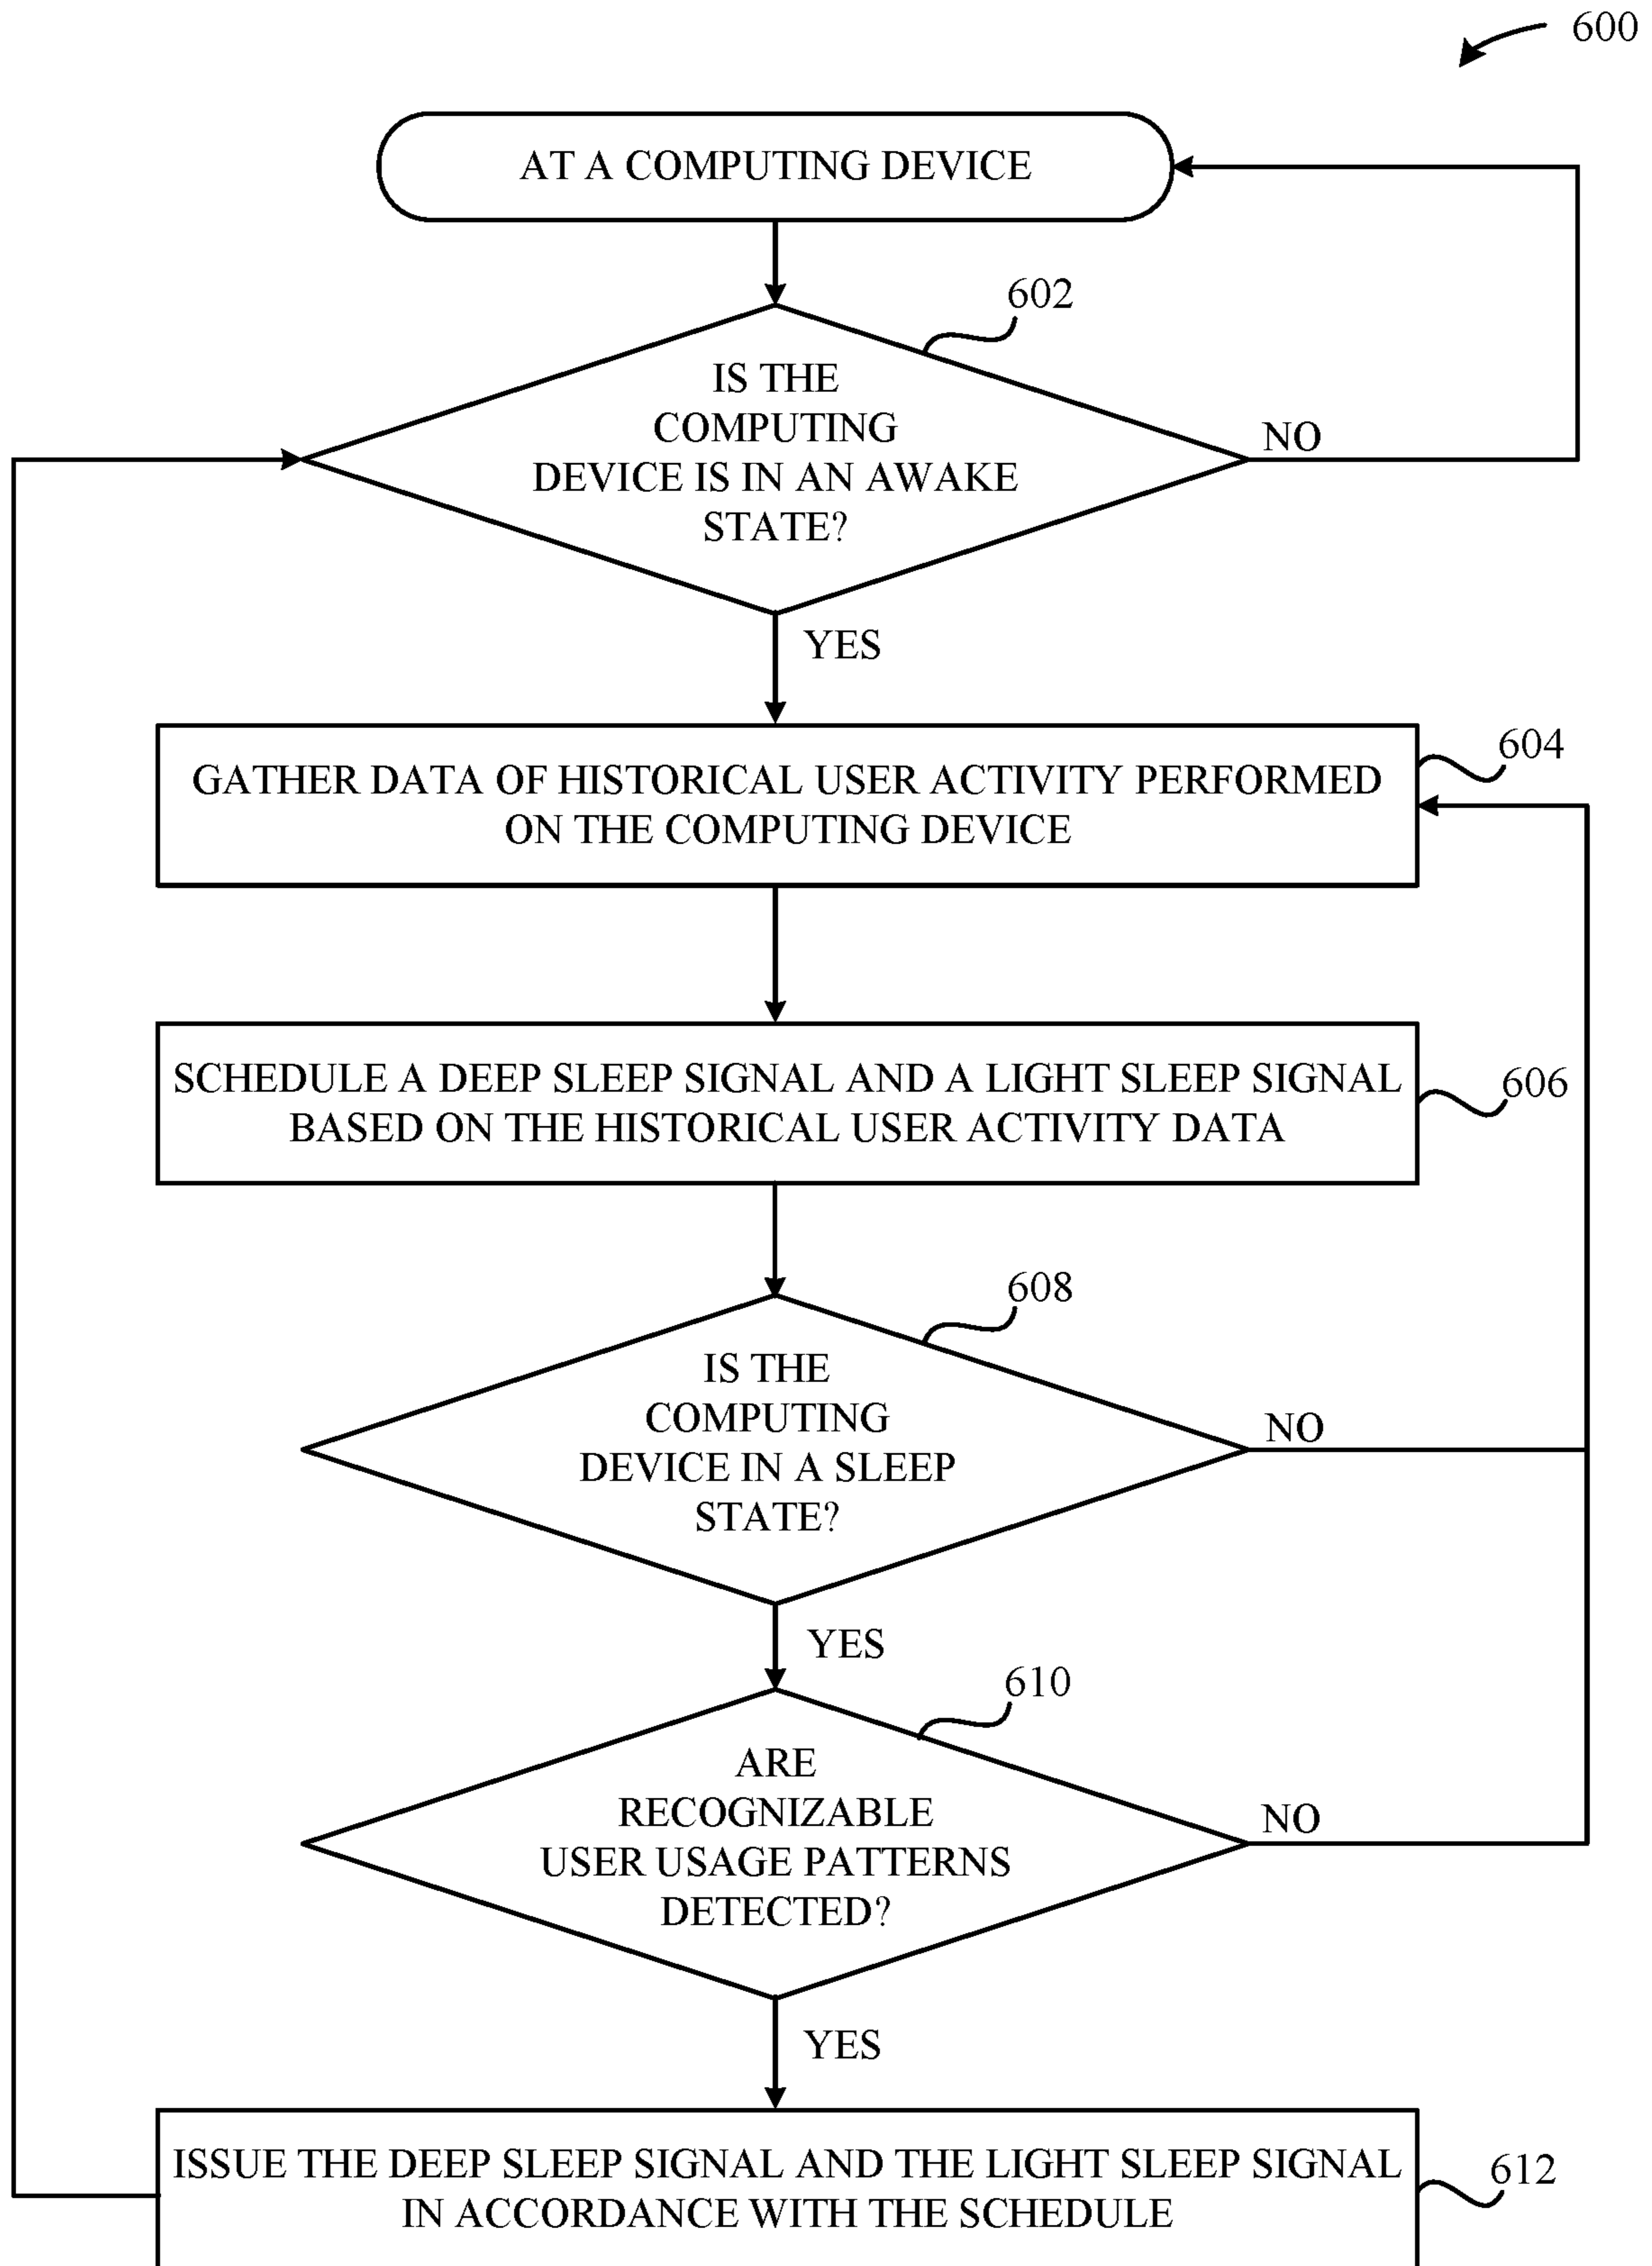 600
AT A COMPUTING DEVICE
602
IS THE
COMPUTING
DEVICE IS IN AN AWAKE
STATE?
NO
YES
604
GATHER DATA OF HISTORICAL USER ACTIVITY PERFORMED
ON THE COMPUTING DEVICE
SCHEDULE A DEEP SLEEP SIGNAL AND A LIGHT SLEEP SIGNAL
BASED ON THE HISTORICAL USER ACTIVITY DATA
606
608
IS THE
COMPUTING
DEVICE IN A SLEEP
STATE?
NO
YES
610
ARE
RECOGNIZABLE
USER USAGE PATTERNS
DETECTED?
NO
YES
ISSUE THE DEEP SLEEP SIGNAL AND THE LIGHT SLEEP SIGNAL
IN ACCORDANCE WITH THE SCHEDULE
612